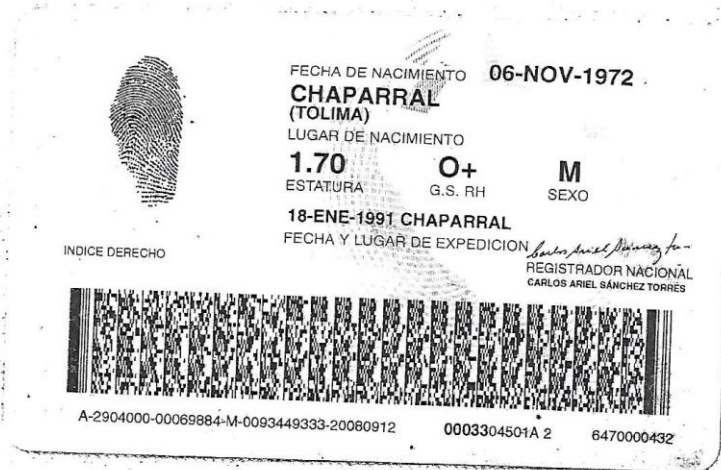 FECHA DE NACIMIENTO 06-NOV-1972
CHAPARRAL
(TOLIMA)
LUGAR DE NACIMIENTO
1.70 O+ M
ESTATURA G.S. RH SEXO
18-ENE-1991 CHAPARRAL
FECHA Y LUGAR DE EXPEDICION
INDICE DERECHO
REGISTRADOR NACIONAL
CARLOS ARIEL SÁNCHEZ TORRES
A-2904000-00069884-M-0093449333-20080912 0003304501A 2 6470000432